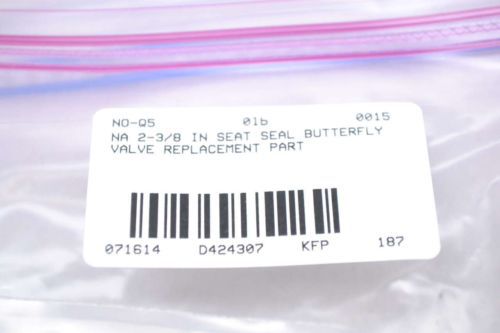 NO-Q5 01b 0015
NA 2-3/8 IN SEAT SEAL BUTTERFLY
VALVE REPLACEMENT PART
071614 D424307 KFP 187